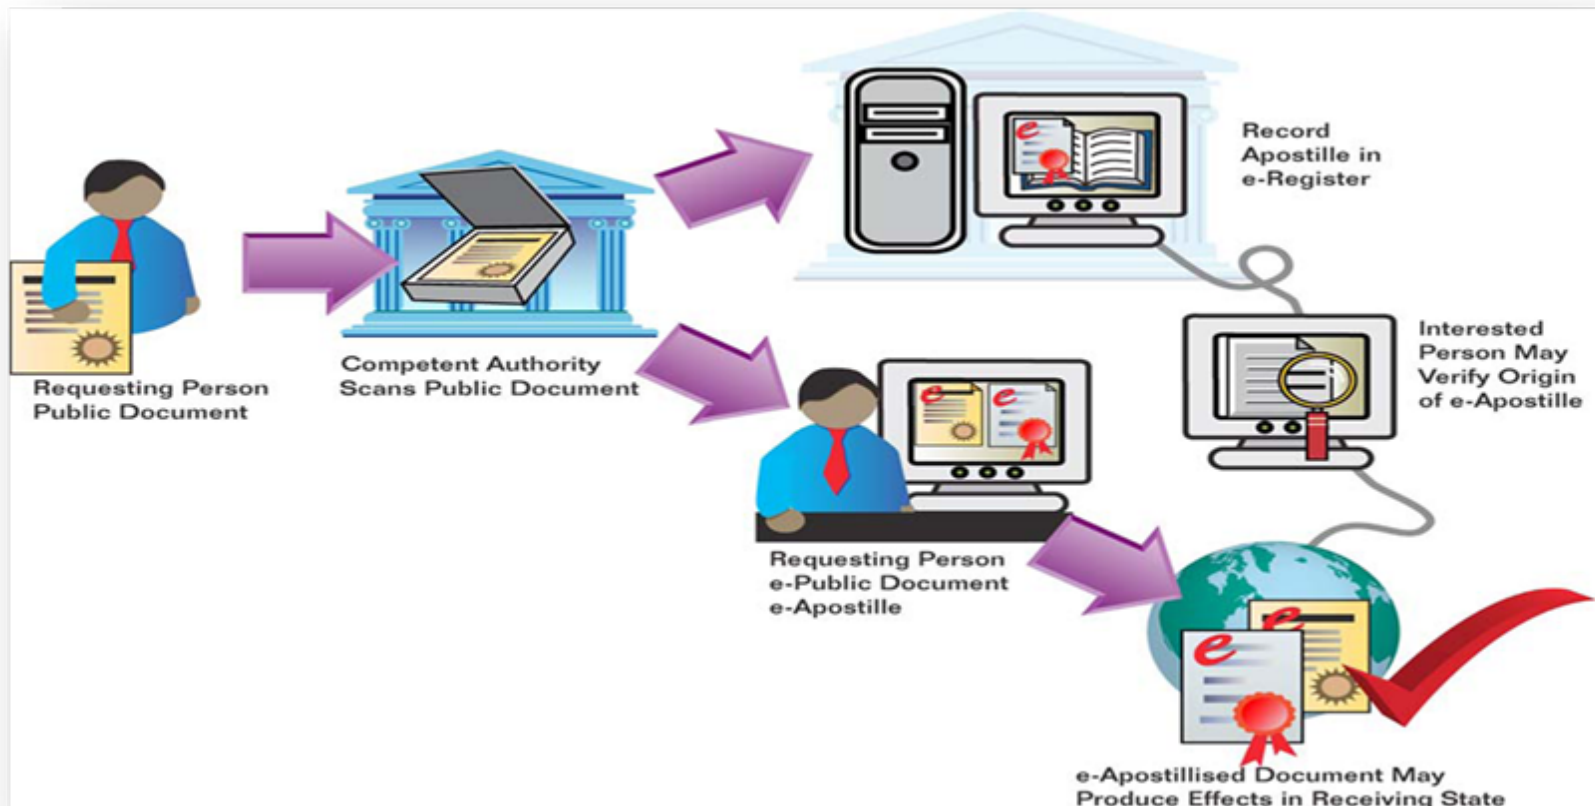 Requesting Person
Public Document
Competent Authority
Scans Public Document
Record
Apostille in
e-Register
Interested
Person May
Verify Origin
of e-Apostille
Requesting Person
e-Public Document
e-Apostille
e-Apostillised Document May
Produce Effects in Receiving State
e
e
e
e
e